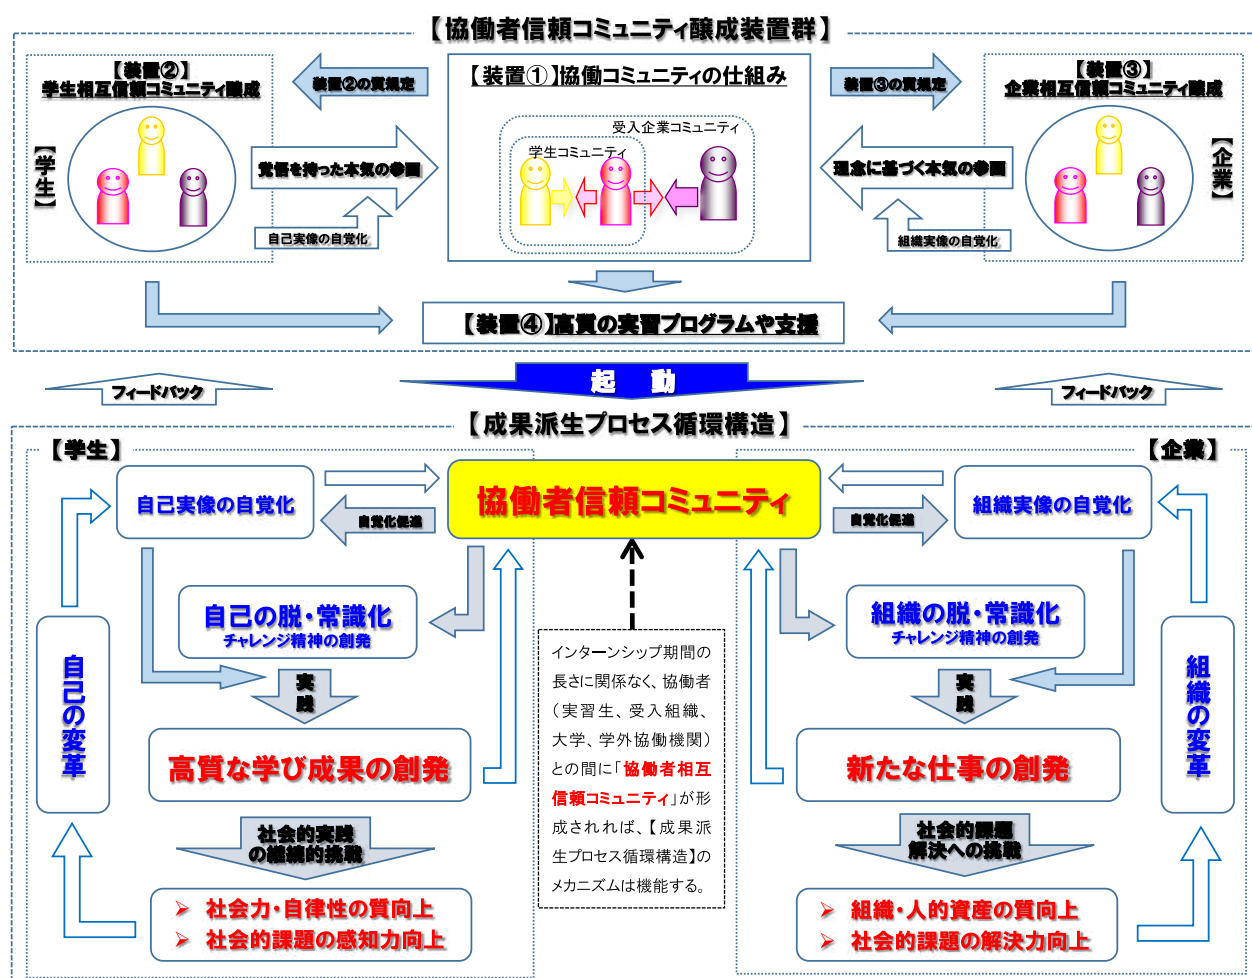 【協働者信頼コミュニティ醸成装置群】
【装置②】
学生相互信頼コミュニティ醸成
【学生】
装置②の質規定
覚悟を持った本気の参画
自己実像の自覚化
【装置①】協働コミュニティの仕組み
受入企業コミュニティ
学生コミュニティ
装置③の質規定
理念に基づく本気の参画
組織実像の自覚化
【装置③】
企業相互信頼コミュニティ醸成
【企業】
【装置④】高質の実習プログラムや支援
フィードバック
起 動
フィードバック
【成果派生プロセス循環構造】
【学生】
【企業】
自己実像の自覚化
自覚化促進
協働者信頼コミュニティ
自覚化促進
組織実像の自覚化
自己の脱・常識化
チャレンジ精神の創発
実
践
高質な学び成果の創発
社会的実践
の継続的挑戦
➢ 社会力・自律性の質向上
➢ 社会的課題の感知力向上
自己の変革
インターンシップ期間の
長さに関係なく、協働者
（実習生、受入組織、
大学、学外協働機関）
との間に「協働者相互
信頼コミュニティ」が形
成されれば、【成果派
生プロセス循環構造】の
メカニズムは機能する。
組織の脱・常識化
チャレンジ精神の創発
実
践
新たな仕事の創発
社会的課題
解決への挑戦
➢ 組織・人的資産の質向上
➢ 社会的課題の解決力向上
組織の変革